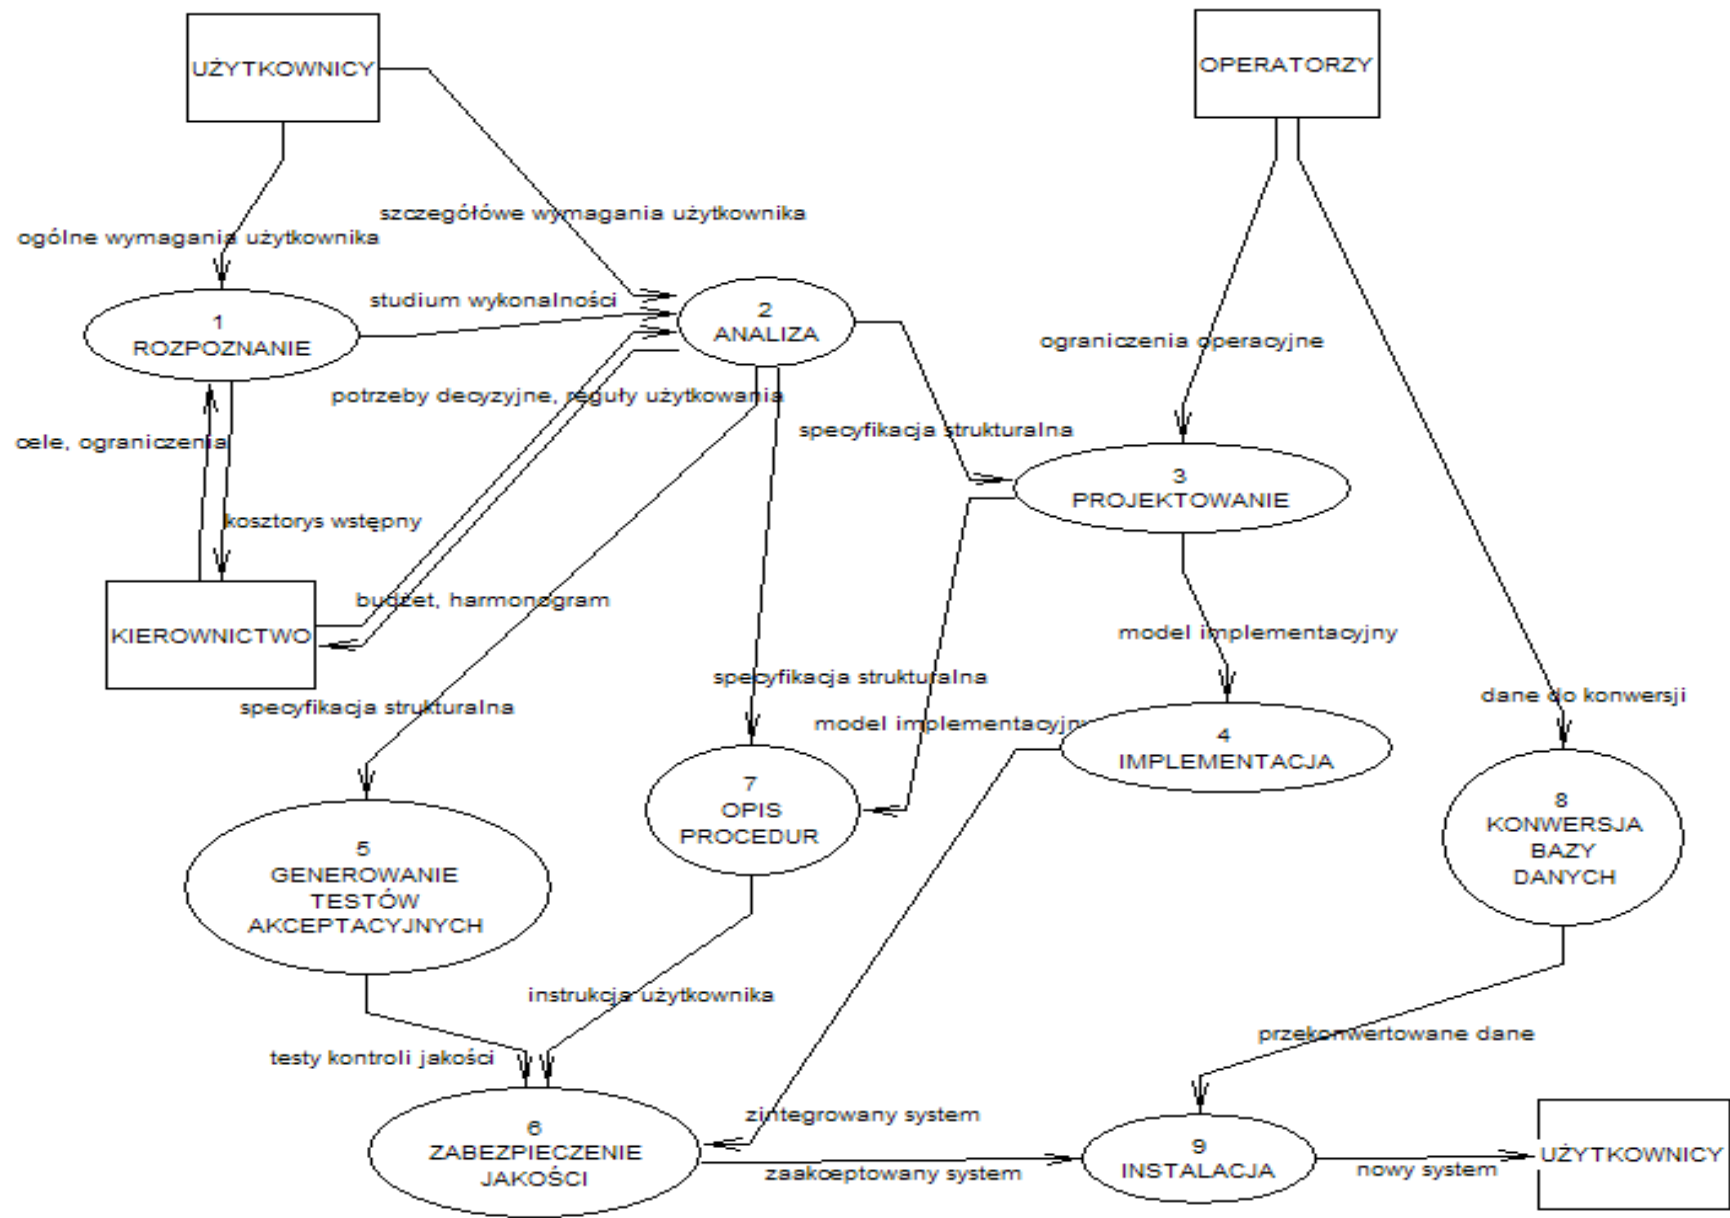 UŻYTKOWNICY
OPERATORZY
szczegółówe wymagania użytkownika
ogólne wymagania użytkownika
studium wykonalności
1
ROZPOZNANIE
2
ANALIZA
ograniczenia operacyjne
potrzeby decyzyjne, reguły użytkowania
specyfikacja strukturalna
cele, ograniczenia
3
PROJEKTOWANIE
kosztorys wstępny
budżet, harmonogram
KIEROWNICTWO
model implementacyjny
specyfikacja strukturalna
dane do konwersji
specyfikacja strukturalna
model implementacyjny
4
IMPLEMENTACJA
7
OPIS
PROCEDUR
8
KONWERSJA
BAZY
DANYCH
5
GENEROWANIE
TESTÓW
AKCEPTACYJNYCH
instrukcja użytkownika
przekonwertowane dane
testy kontroli jakości
zintegrowany system
6
ZABEZPIECZENIE
JAKOŚCI
zaakceptowany system
9
INSTALACJA
nowy system
UŻYTKOWNICY